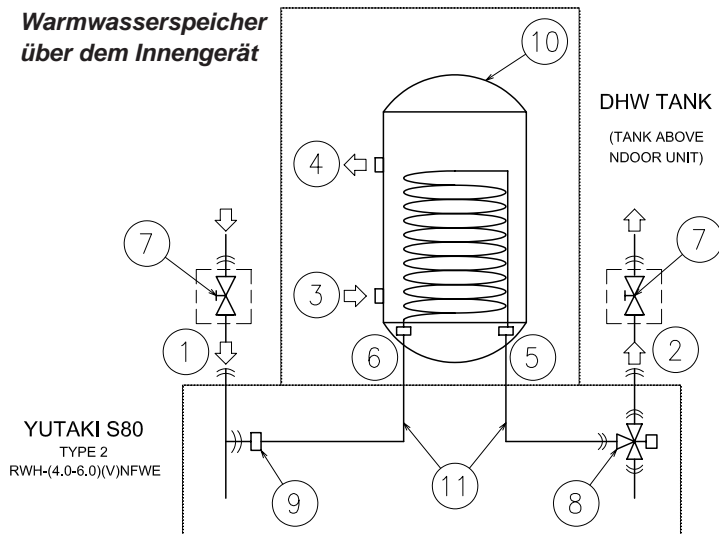 Warmwasserspeicher
über dem Innengerät
10
DHW TANK
(TANK ABOVE
NDOOR UNIT)
4
7
7
3
1
6
5
2
YUTAKI S80
TYPE 2
RWH-(4.0-6.0)(V)NFWE
9
11
8